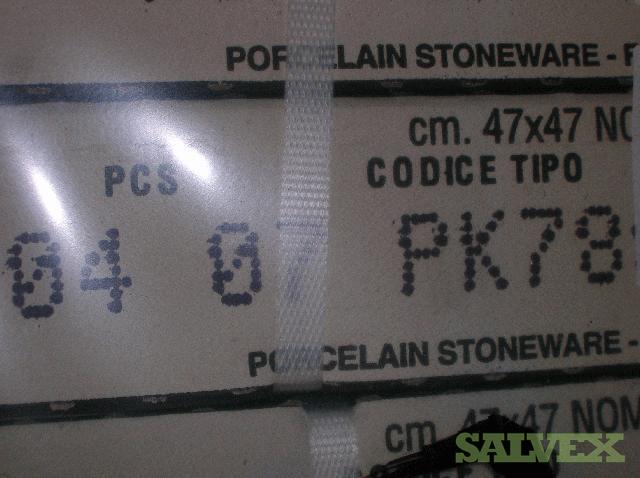 PORCELAIN STONEWARE -
cm. 47x47 NO
PCS CODICE TIPO
04 07 PK78
PORCELAIN STONEWARE -
cm. 47x47 NOM
SALVEX